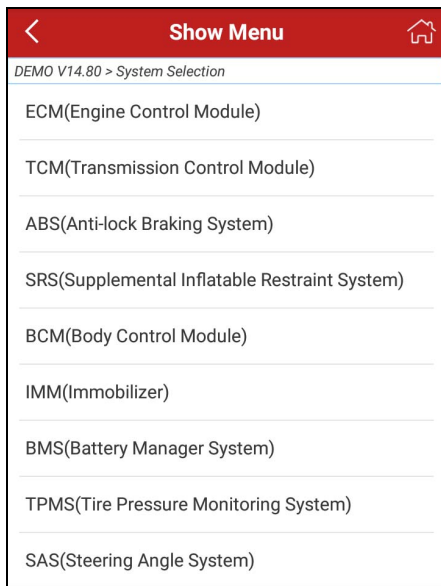 Show Menu
DEMO V14.80 > System Selection
ECM(Engine Control Module)
TCM(Transmission Control Module)
ABS(Anti-lock Braking System)
SRS(Supplemental Inflatable Restraint System)
BCM(Body Control Module)
IMM(Immobilizer)
BMS(Battery Manager System)
TPMS(Tire Pressure Monitoring System)
SAS(Steering Angle System)